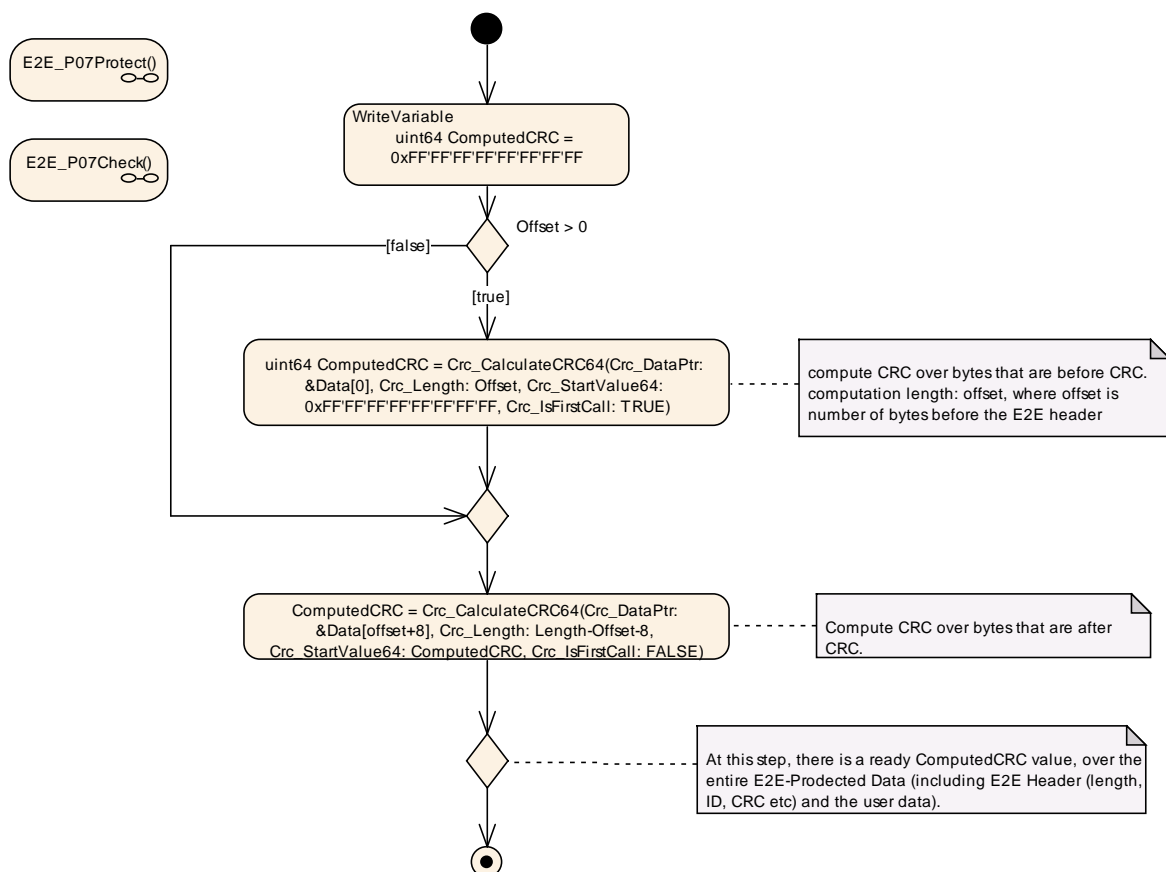 E2E_P07Protect()
E2E_P07Check()
WriteVariable
uint64 ComputedCRC =
0xFF'FF'FF'FF'FF'FF'FF'FF
Offset > 0
[false]
[true]
uint64 ComputedCRC = Crc_CalculateCRC64(Crc_DataPtr:
&Data[0], Crc_Length: Offset, Crc_StartValue64:
0xFF'FF'FF'FF'FF'FF'FF'FF, Crc_IsFirstCall: TRUE)
compute CRC over bytes that are before CRC.
computation length: offset, where offset is
number of bytes before the E2E header
ComputedCRC = Crc_CalculateCRC64(Crc_DataPtr:
&Data[offset+8], Crc_Length: Length-Offset-8,
Crc_StartValue64: ComputedCRC, Crc_IsFirstCall: FALSE)
Compute CRC over bytes that are after
CRC.
At this step, there is a ready ComputedCRC value, over the
entire E2E-Prodected Data (including E2E Header (length,
ID, CRC etc) and the user data).